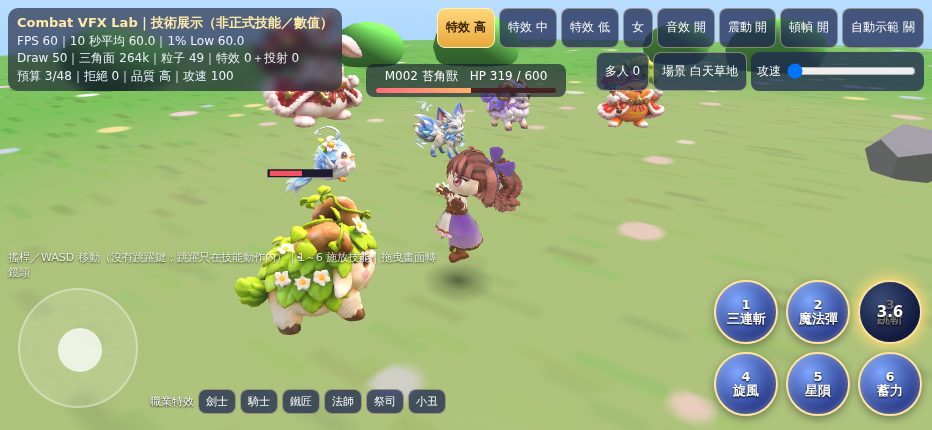 Combat VFX Lab｜技術展示（非正式技能／數值）
FPS 60｜10 秒平均 60.0｜1% Low 60.0
Draw 50｜三角面 264k｜粒子 49｜特效 0＋投射 0
預算 3/48｜拒絕 0｜品質 高｜攻速 100
特效 高
特效 中
特效 低
女
音效 開
震動 開
頓幀 開
自動示範 關
M002 苔角獸 HP 319 / 600
多人 0
場景 白天草地
攻速
搖桿／WASD 移動（沒有跳躍鍵；跳躍只在技能動作內）｜1～6 施放技能｜拖曳畫面轉
鏡頭
1
三連斬
2
魔法彈
3
3.6
4
旋風
5
星隕
6
蓄力
職業特效
劍士
騎士
鐵匠
法師
祭司
小丑